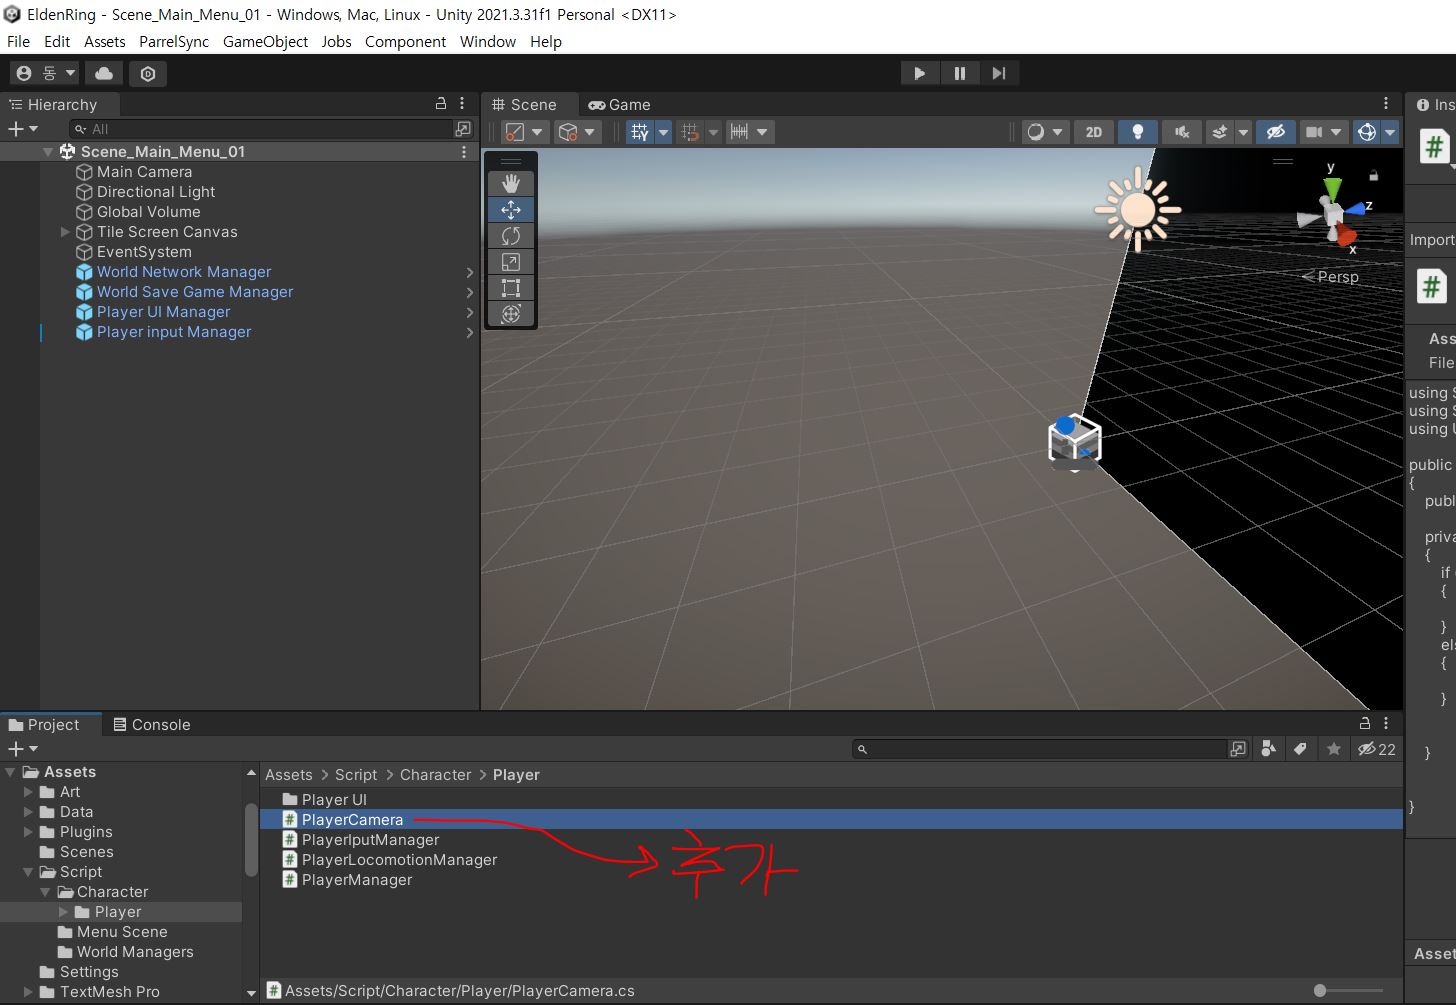 EldenRing - Scene_Main_Menu_01 - Windows, Mac, Linux - Unity 2021.3.31f1 Personal <DX11>
File Edit Assets ParrelSync GameObject Jobs Component Window Help
동
Hierarchy
Scene
Game
Ins
All
2D
Scene_Main_Menu_01
Main Camera
Directional Light
Global Volume
Tile Screen Canvas
EventSystem
World Network Manager
World Save Game Manager
Player UI Manager
Player input Manager
y
z
x
Persp
Import
Ass
File
using S
using S
using U
public
{
publ
priva
{
if
{
}
els
{
}
}
}
Asset
Project
Console
22
Assets
Art
Data
Plugins
Scenes
Script
Character
Player
Menu Scene
World Managers
Settings
TextMesh Pro
Assets > Script > Character > Player
Player UI
PlayerCamera
추가
PlayerIputManager
PlayerLocomotionManager
PlayerManager
Assets/Script/Character/Player/PlayerCamera.cs